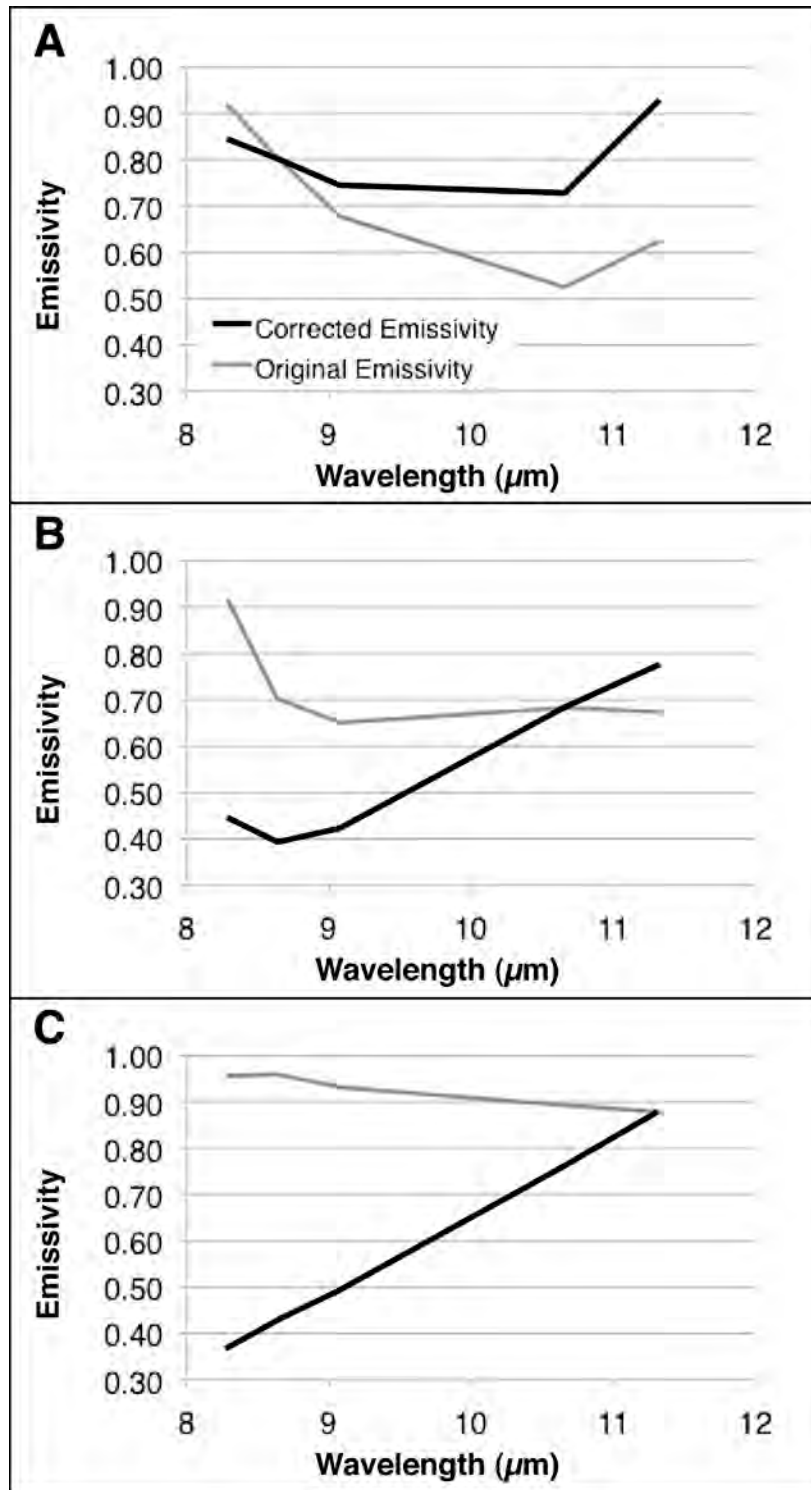 A
1.00
0.90
0.80
0.70
0.60
0.50
0.40
0.30
Emissivity
Corrected Emissivity
Original Emissivity
8 9 10 11 12
Wavelength (μm)
B
1.00
0.90
0.80
0.70
0.60
0.50
0.40
0.30
Emissivity
8 9 10 11 12
Wavelength (μm)
C
1.00
0.90
0.80
0.70
0.60
0.50
0.40
0.30
Emissivity
8 9 10 11 12
Wavelength (μm)